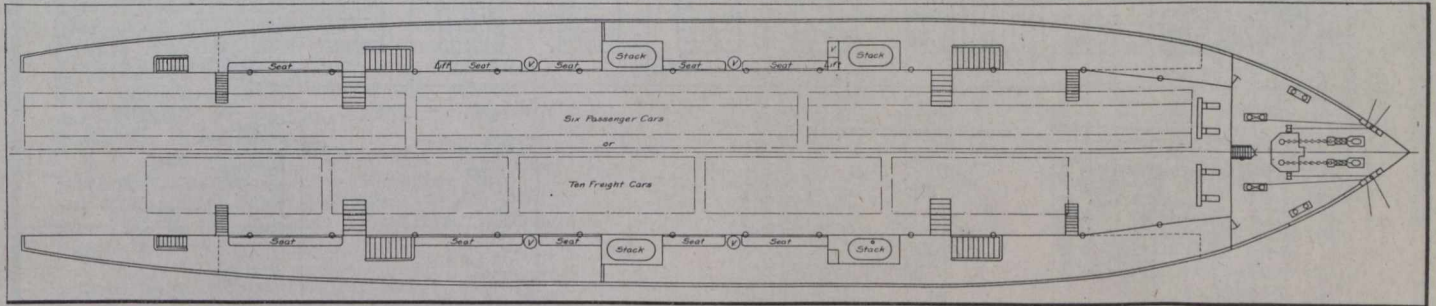 Stack Stack
Lift Seat V Seat Seat V Seat V Lift
Seat
Six Passenger Cars
or
Ten Freight Cars
Seat Seat V Seat Seat V Seat
Stack Stack